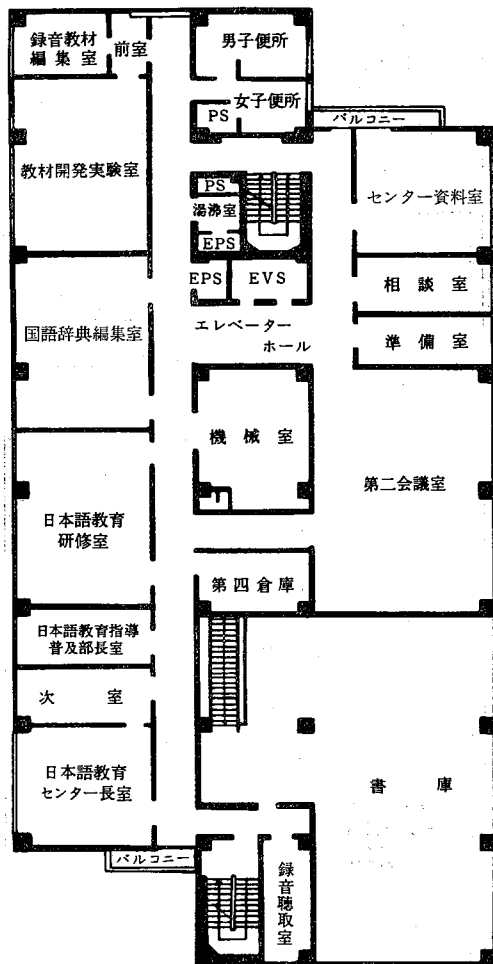 録音教材
編集室
前室
男子便所
女子便所
PS
バルコニー
教材開発実験室
PS
湯沸室
EPS
センター資料室
EPS
EVS
相談室
国語辞典編集室
エレベーター
ホール
準備室
機械室
第二会議室
日本語教育
研修室
第四倉庫
日本語教育指導
普及部長室
次室
日本語教育
センター長室
書庫
バルコニー
録音聴取室